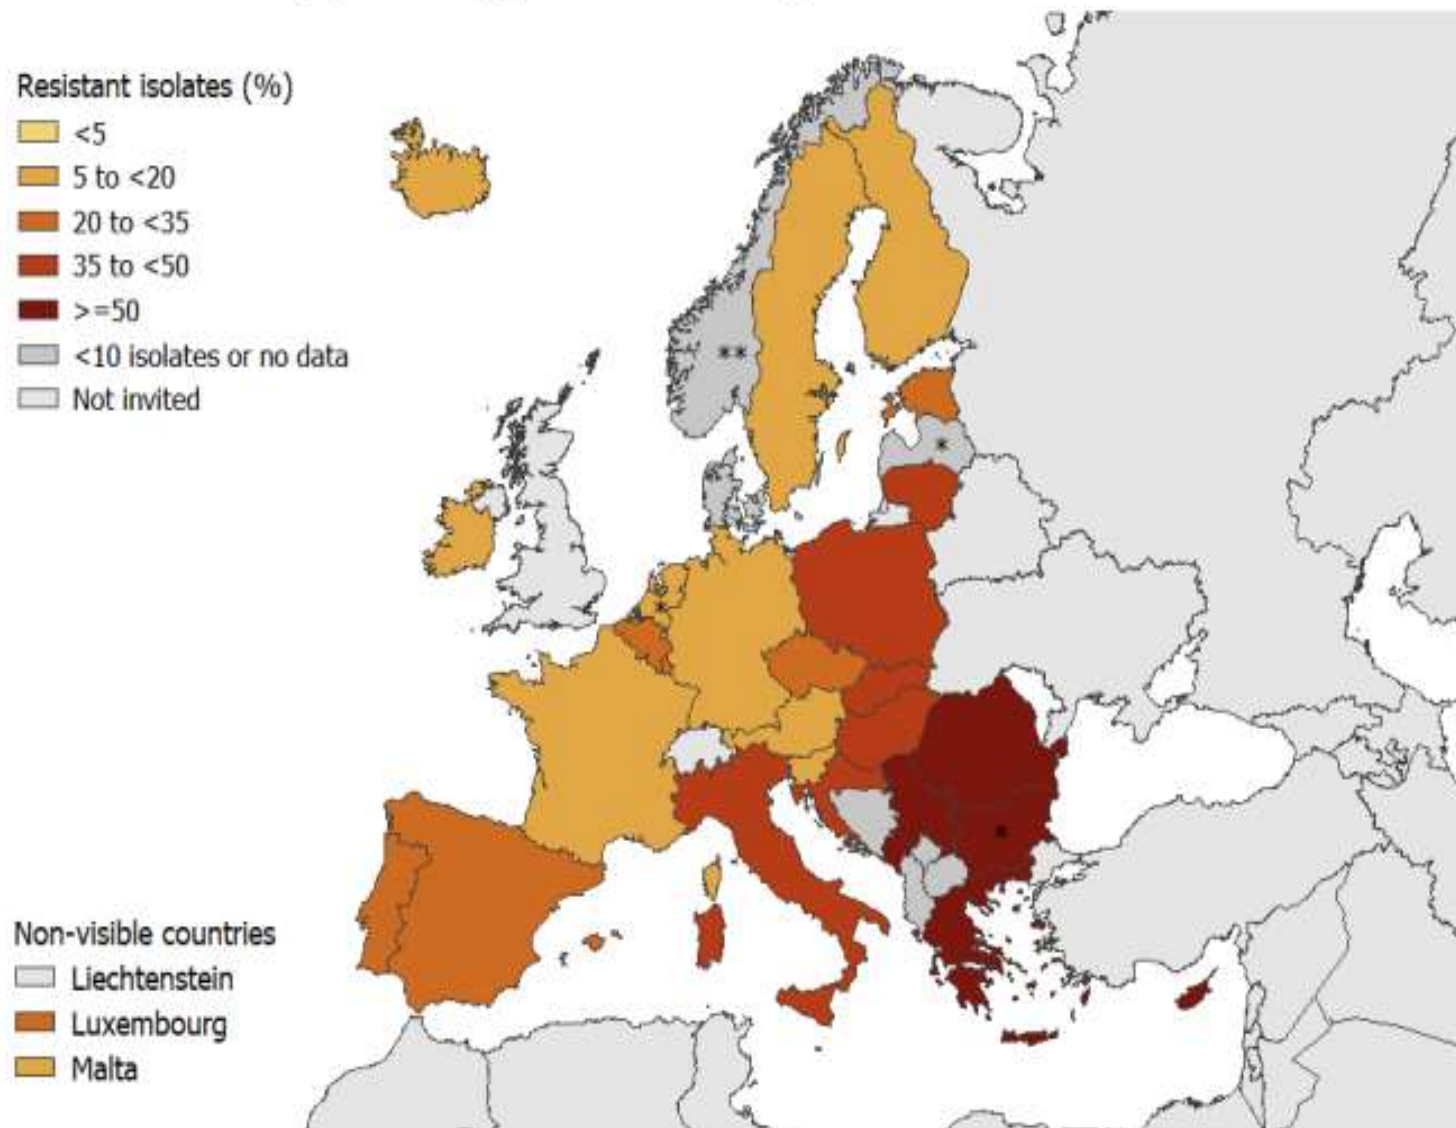 Resistant isolates (%)
<5
5 to <20
20 to <35
35 to <50
>=50
<10 isolates or no data
Not invited
**
*
*
*
Non-visible countries
Liechtenstein
Luxembourg
Malta